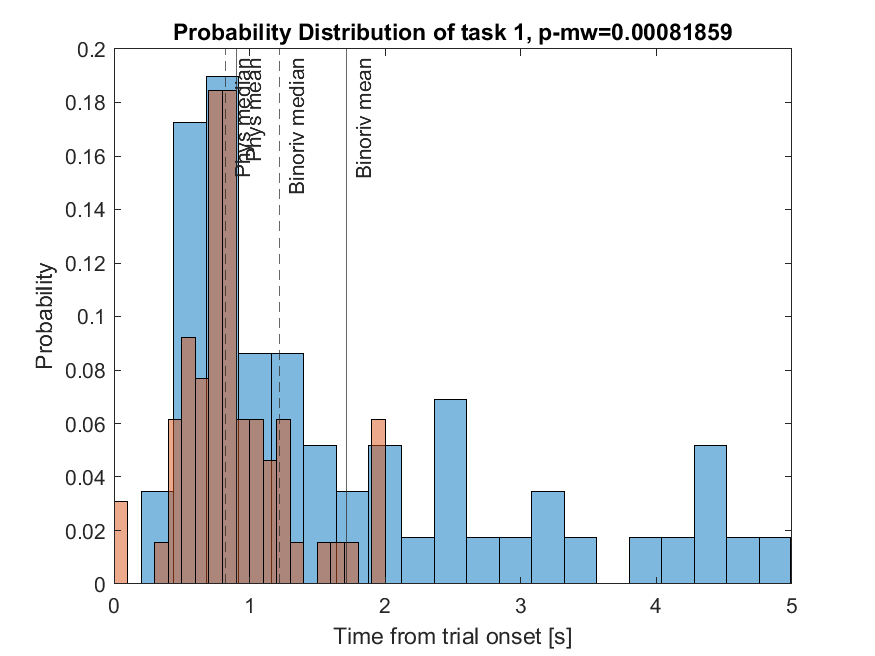 Probability Distribution of task 1, p-mw=0.00081859
0.2
0.18
0.16
0.14
0.12
0.1
0.08
0.06
0.04
0.02
0
Probability
Phys median
Phys mean
Binoriv median
Binoriv mean
0
1
2
3
4
5
Time from trial onset [s]